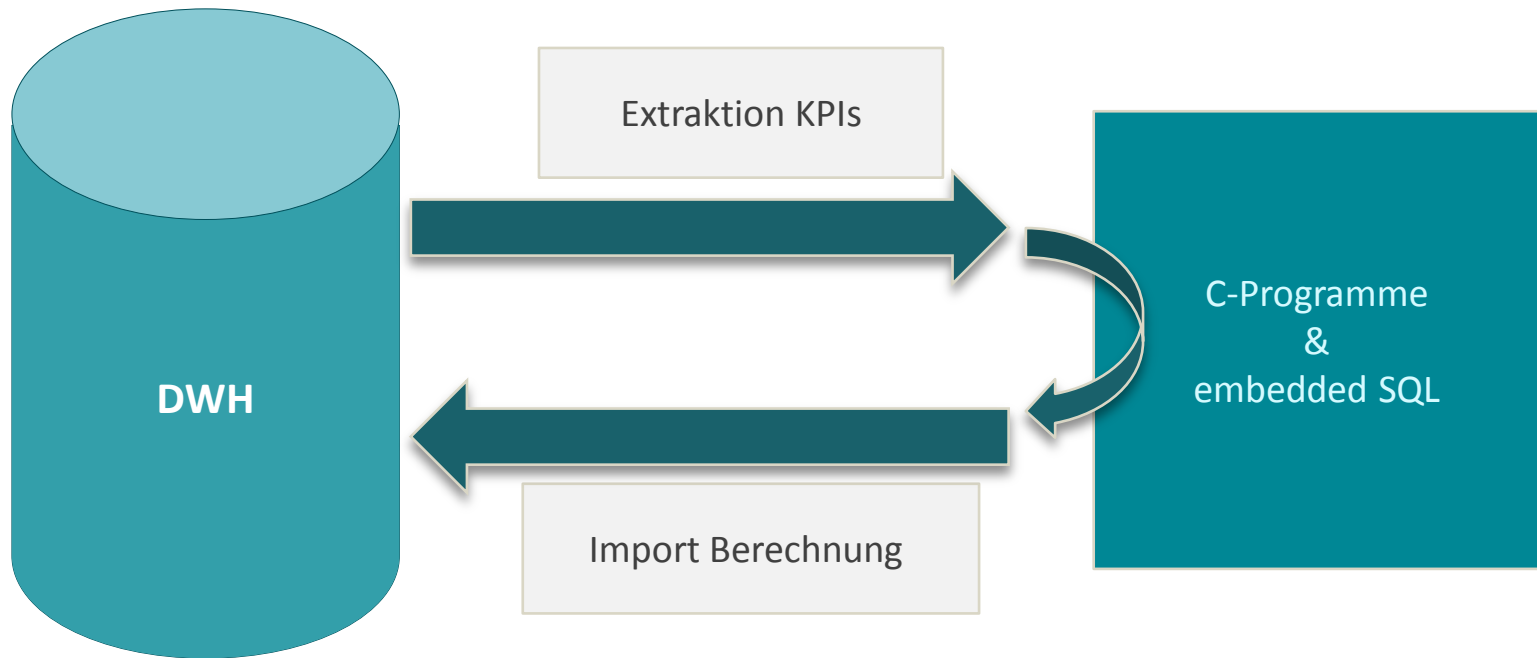 Extraktion KPIs
DWH
C-Programme
&
embedded SQL
Import Berechnung